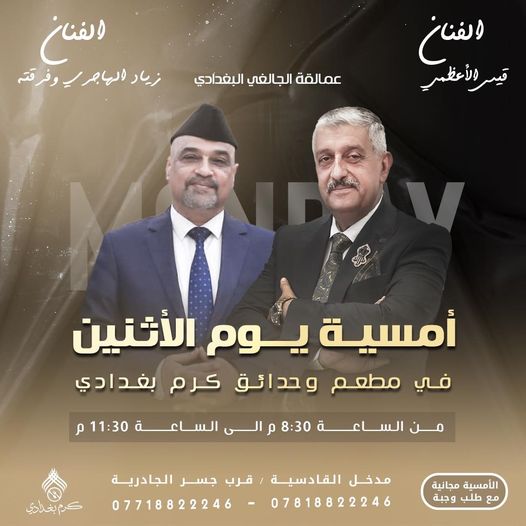 الفنان
قيس الأعظمي
عمالقة الجالغي البغدادي
الفنان
زياد الهاجري وفرقته
MONDAY
أمسية يوم الأثنين
في مطعم وحدائق كرم بغدادي
من الساعة 8:30 م الى الساعة 11:30 م
مدخل القادسية / قرب جسر الجادرية
07718822246 - 07818822246
الأمسية مجانية
مع طلب وجبة
كرم بغدادي